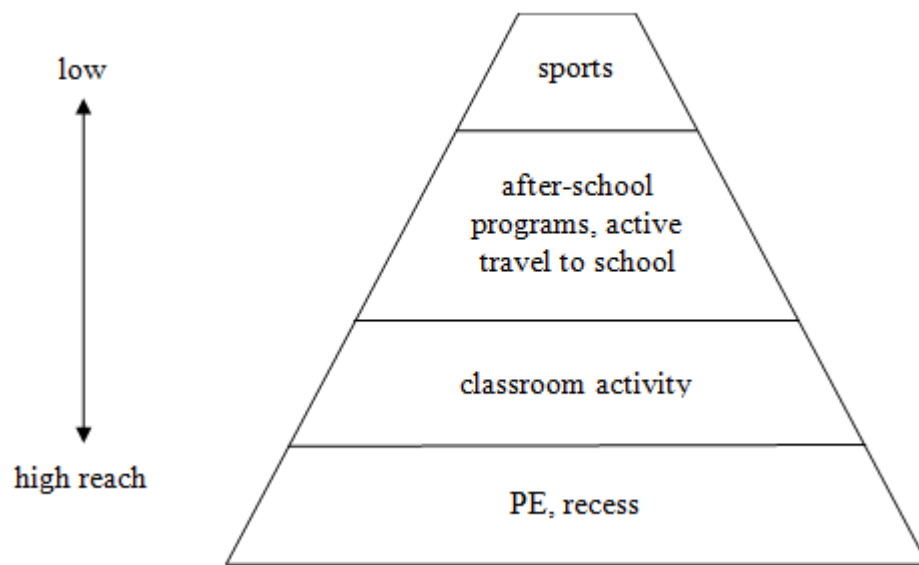 low
sports
after-school
programs, active
travel to school
classroom activity
high reach
PE, recess